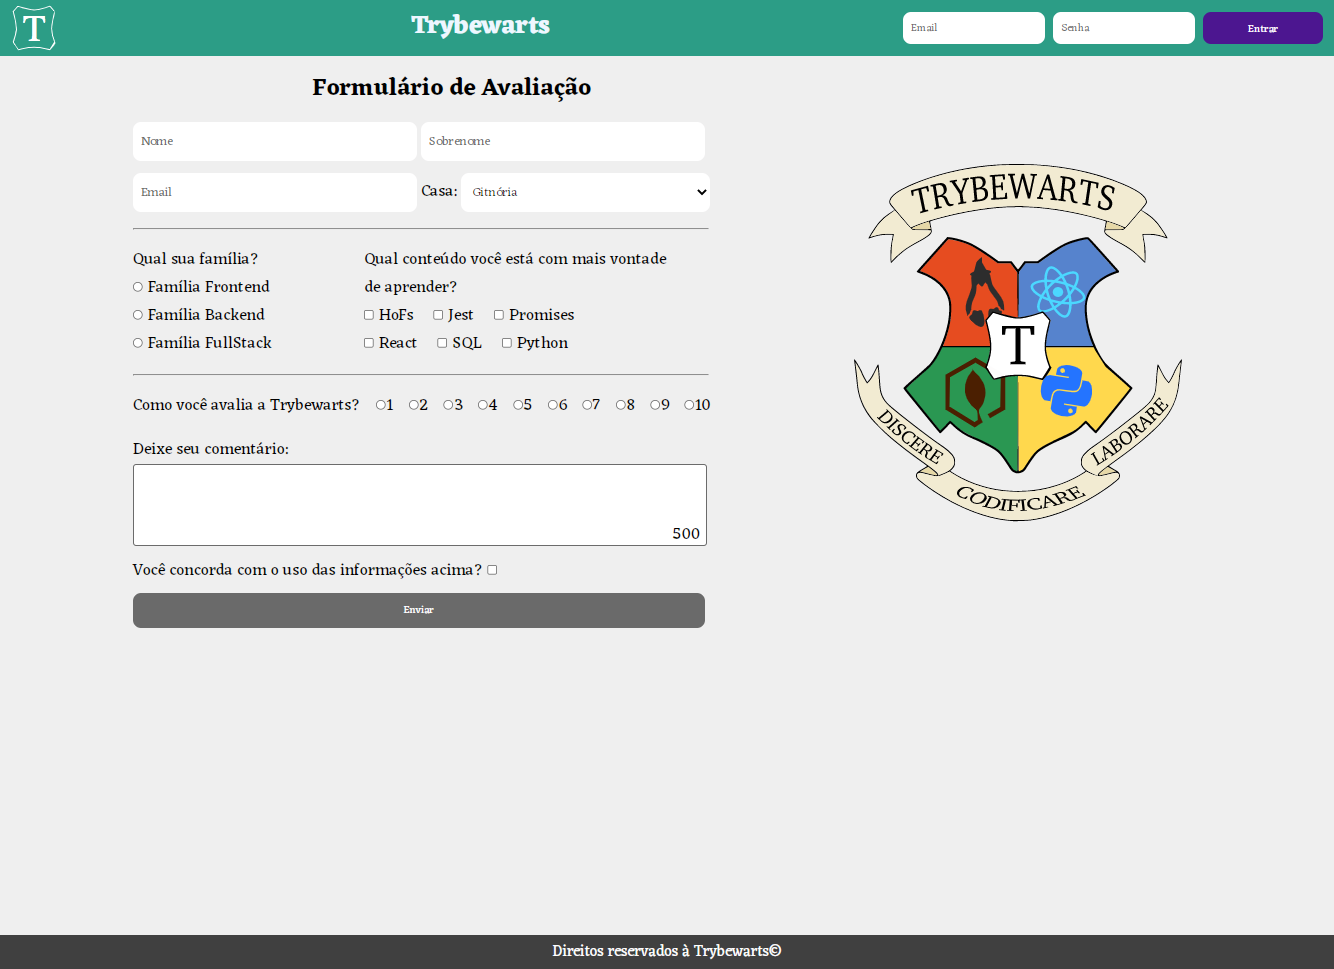 T
Trybewarts
Email
Senha
Entrar
Formulário de Avaliação
Nome
Sobrenome
Email
Casa:
Gitnória
Qual sua família?
Família Frontend
Família Backend
Família FullStack
Qual conteúdo você está com mais vontade
de aprender?
HoFs Jest Promises
React SQL Python
Como você avalia a Trybewarts? 1 2 3 4 5 6 7 8 9 10
Deixe seu comentário:
500
Você concorda com o uso das informações acima?
Enviar
TRYBEWARTS
T
DISCERE
CODIFICARE
LABORARE
Direitos reservados à Trybewarts©